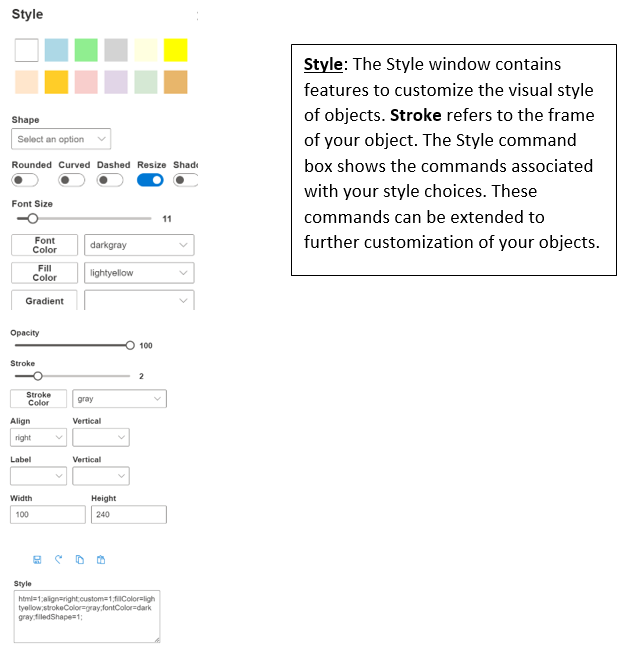 Style
Shape
Select an option
Rounded Curved Dashed Resize
Font Size
11
Font Color darkgray
Fill Color lightyellow
Gradient
Opacity
100
Stroke
2
Stroke Color gray
Align Vertical
right
Label Vertical
Width Height
100 240
Style
html=1;align=right;custom=1;fillColor=ligh
tyellow;strokeColor=gray;fontColor=dark
gray;filledShape=1;
Style: The Style window contains
features to customize the visual style
of objects. Stroke refers to the frame
of your object. The Style command
box shows the commands associated
with your style choices. These
commands can be extended to
further customization of your objects.